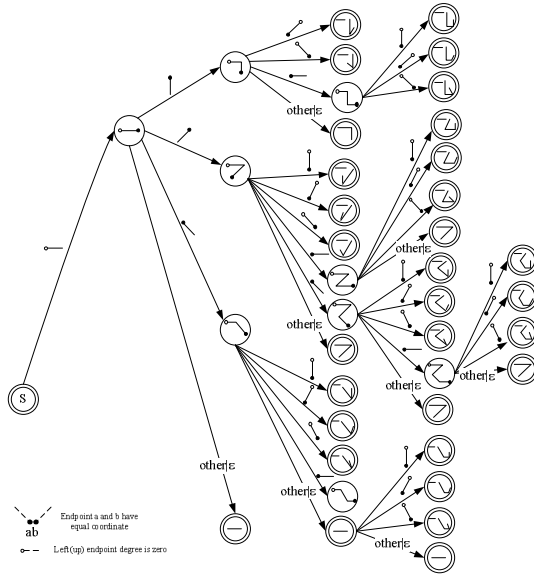 other|ε
other|ε
other|ε
other|ε
other|ε
S
other|ε
other|ε
other|ε
other|ε
Endpoint a and b have
equal coordinate
ab
Left(up) endpoint degree is zero